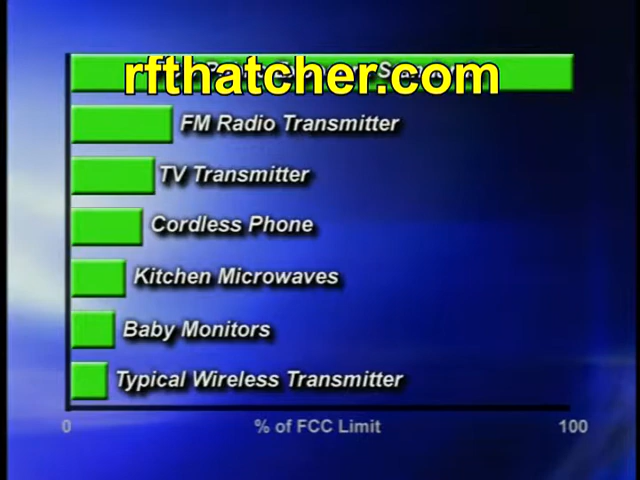 rfthatcher.com
FM Radio Transmitter
TV Transmitter
Cordless Phone
Kitchen Microwaves
Baby Monitors
Typical Wireless Transmitter
0 % of FCC Limit 100